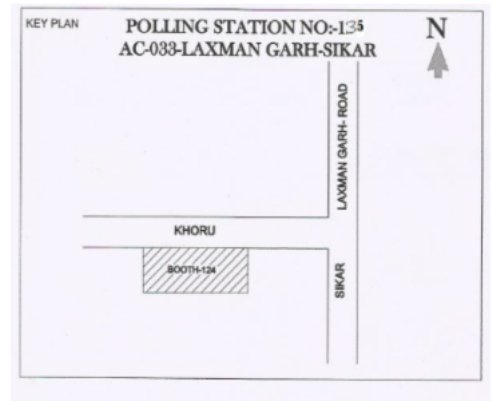 KEY PLAN
POLLING STATION NO:-135
AC-033-LAXMAN GARH-SIKAR
N
LAXMAN GARH- ROAD
KHORU
BOOTH-124
SIKAR